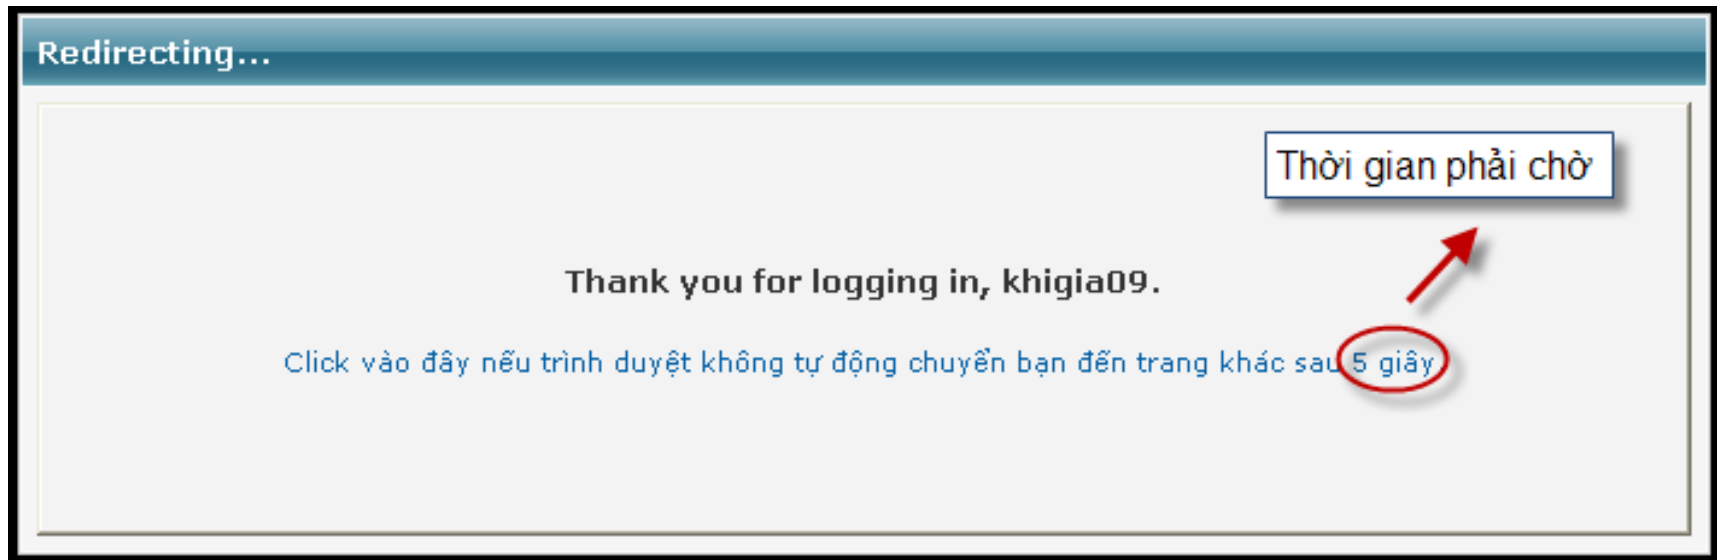 Redirecting...
Thời gian phải chờ
Thank you for logging in, khigia09.
Click vào đây nếu trình duyệt không tự động chuyển bạn đến trang khác sau 5 giây